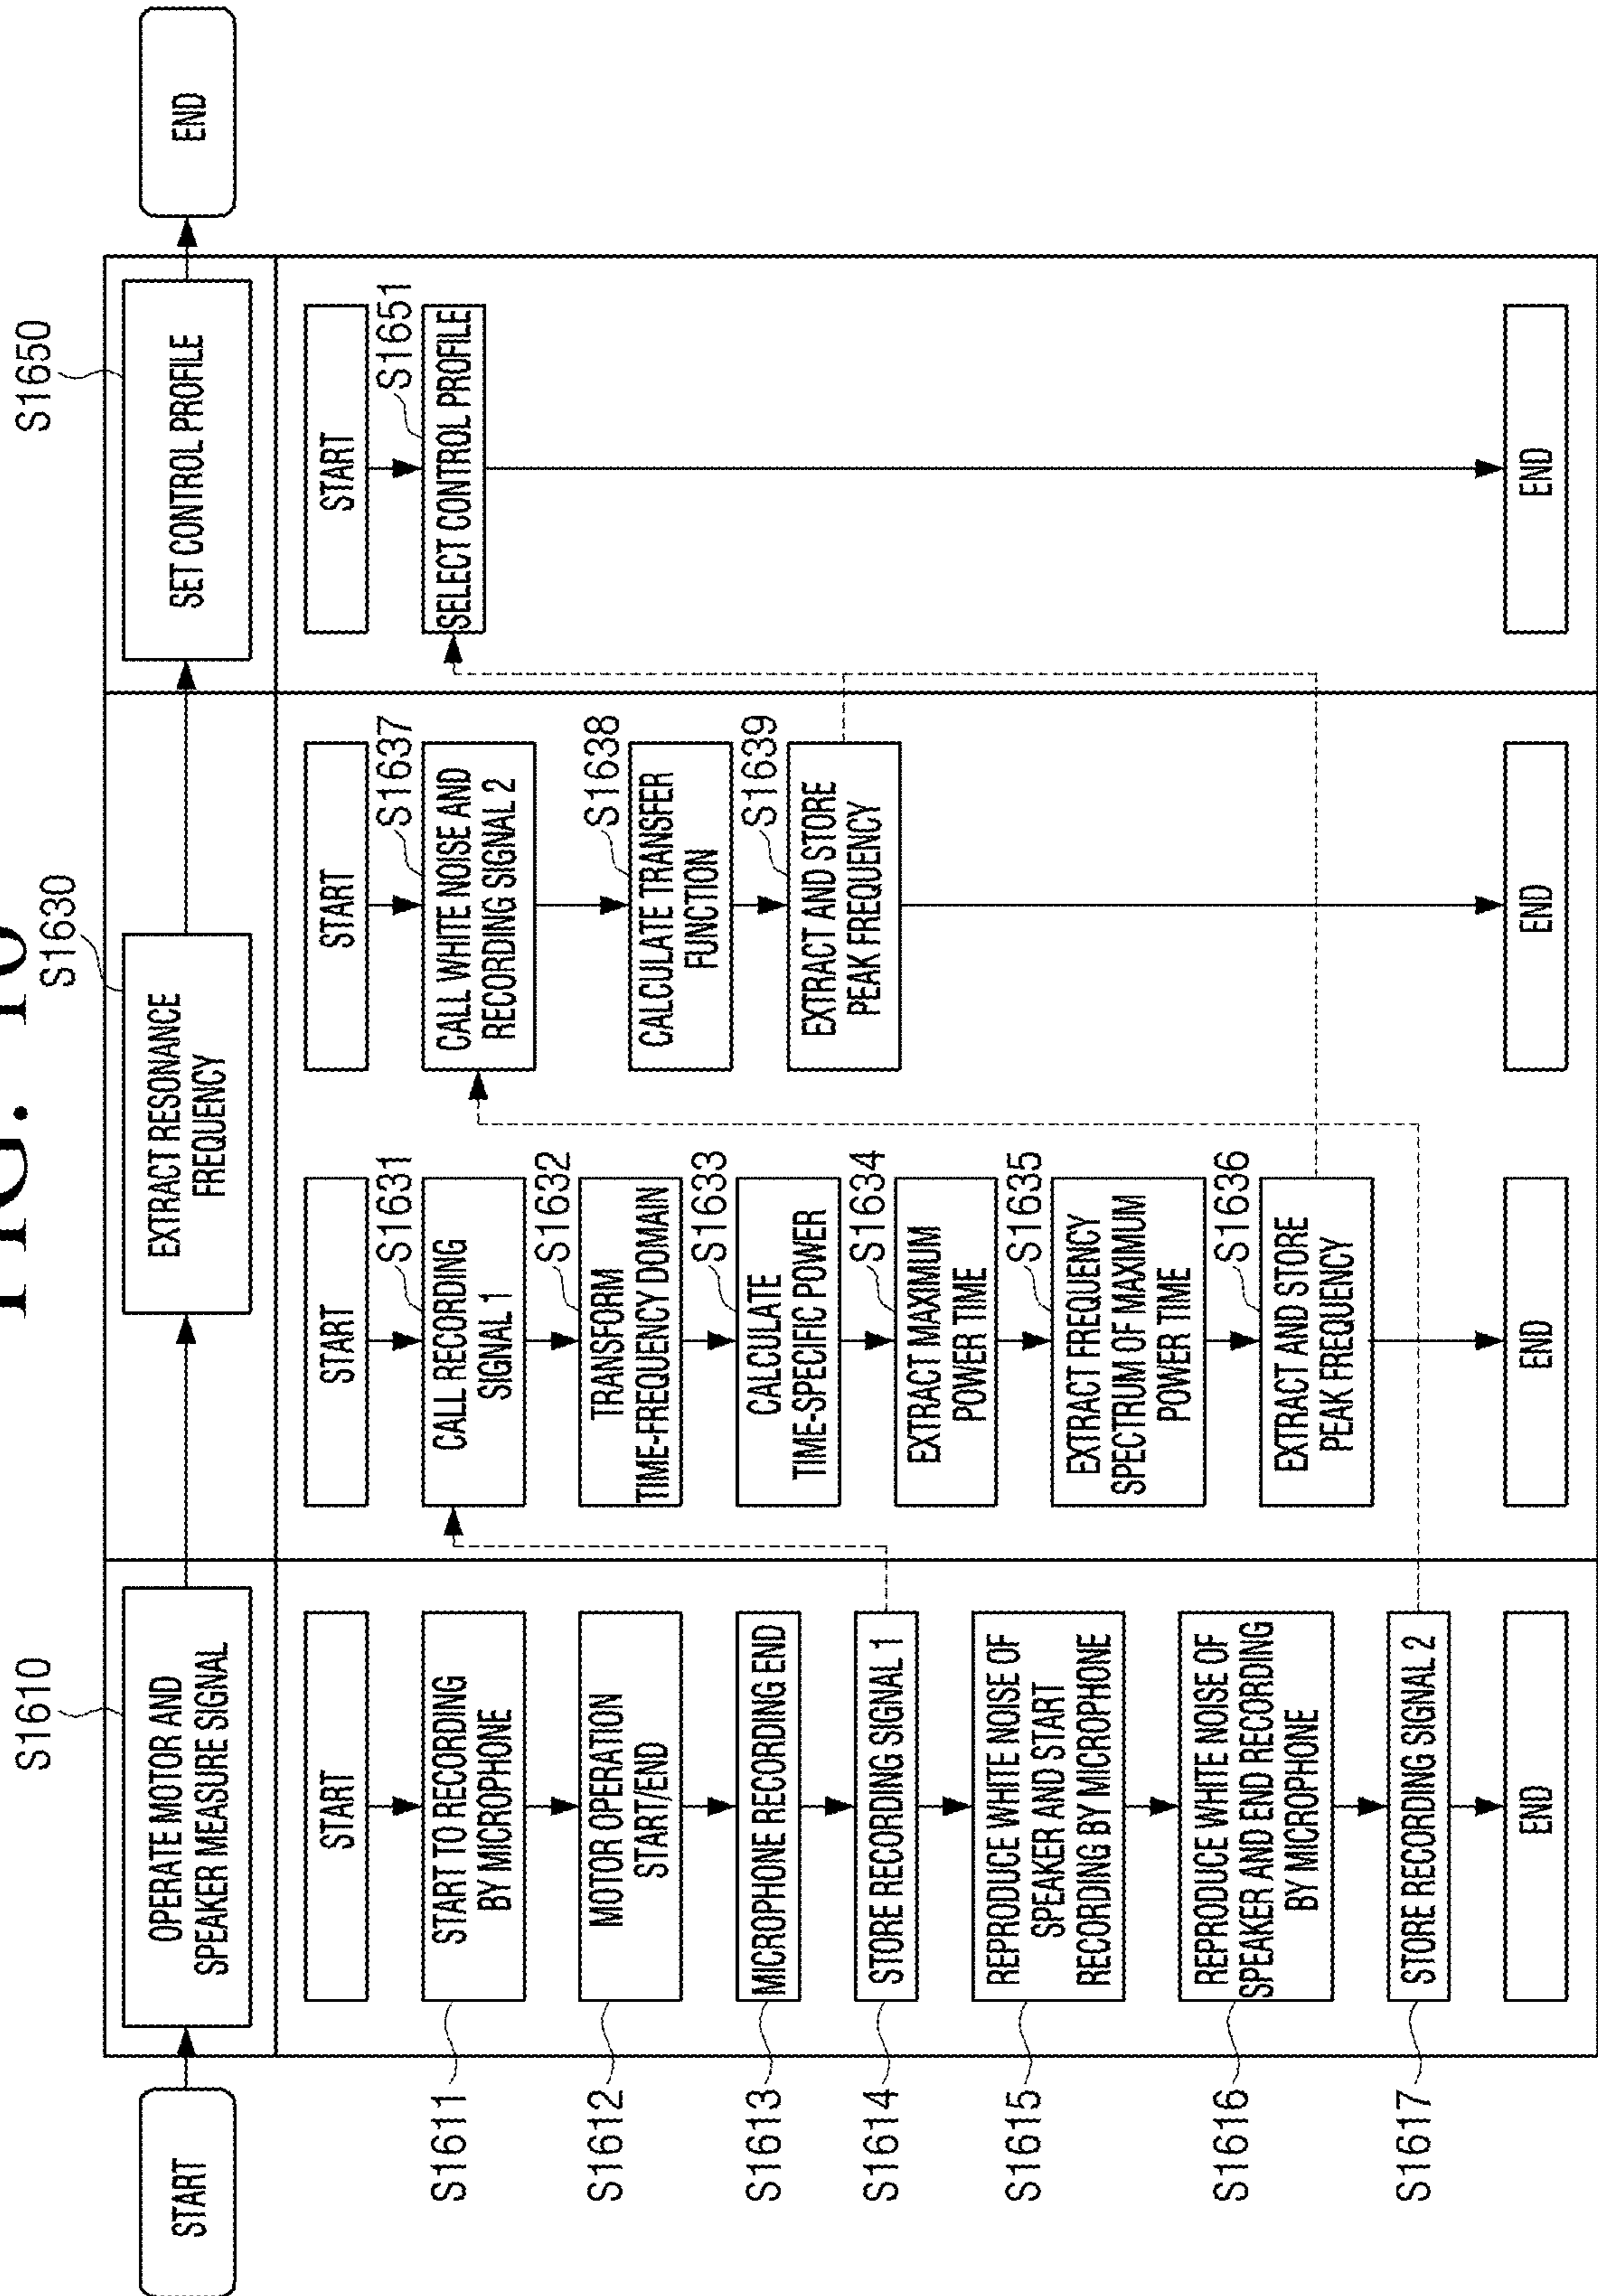 FIG. 16
START
S1610
OPERATE MOTOR AND
SPEAKER MEASURE SIGNAL
S1630
EXTRACT RESONANCE
FREQUENCY
S1650
SET CONTROL PROFILE
END
START
S1611
START TO RECORDING
BY MICROPHONE
S1612
MOTOR OPERATION
START/END
S1613
MICROPHONE RECORDING END
S1614
STORE RECORDING SIGNAL 1
S1615
REPRODUCE WHITE NOISE OF
SPEAKER AND START
RECORDING BY MICROPHONE
S1616
REPRODUCE WHITE NOISE OF
SPEAKER AND END RECORDING
BY MICROPHONE
S1617
STORE RECORDING SIGNAL 2
END
START
S1631
CALL RECORDING
SIGNAL 1
S1632
TRANSFORM
TIME-FREQUENCY DOMAIN
S1633
CALCULATE
TIME-SPECIFIC POWER
S1634
EXTRACT MAXIMUM
POWER TIME
S1635
EXTRACT FREQUENCY
SPECTRUM OF MAXIMUM
POWER TIME
S1636
EXTRACT AND STORE
PEAK FREQUENCY
END
START
S1637
CALL WHITE NOISE AND
RECORDING SIGNAL 2
S1638
CALCULATE TRANSFER
FUNCTION
S1639
EXTRACT AND STORE
PEAK FREQUENCY
END
START
S1651
SELECT CONTROL PROFILE
END